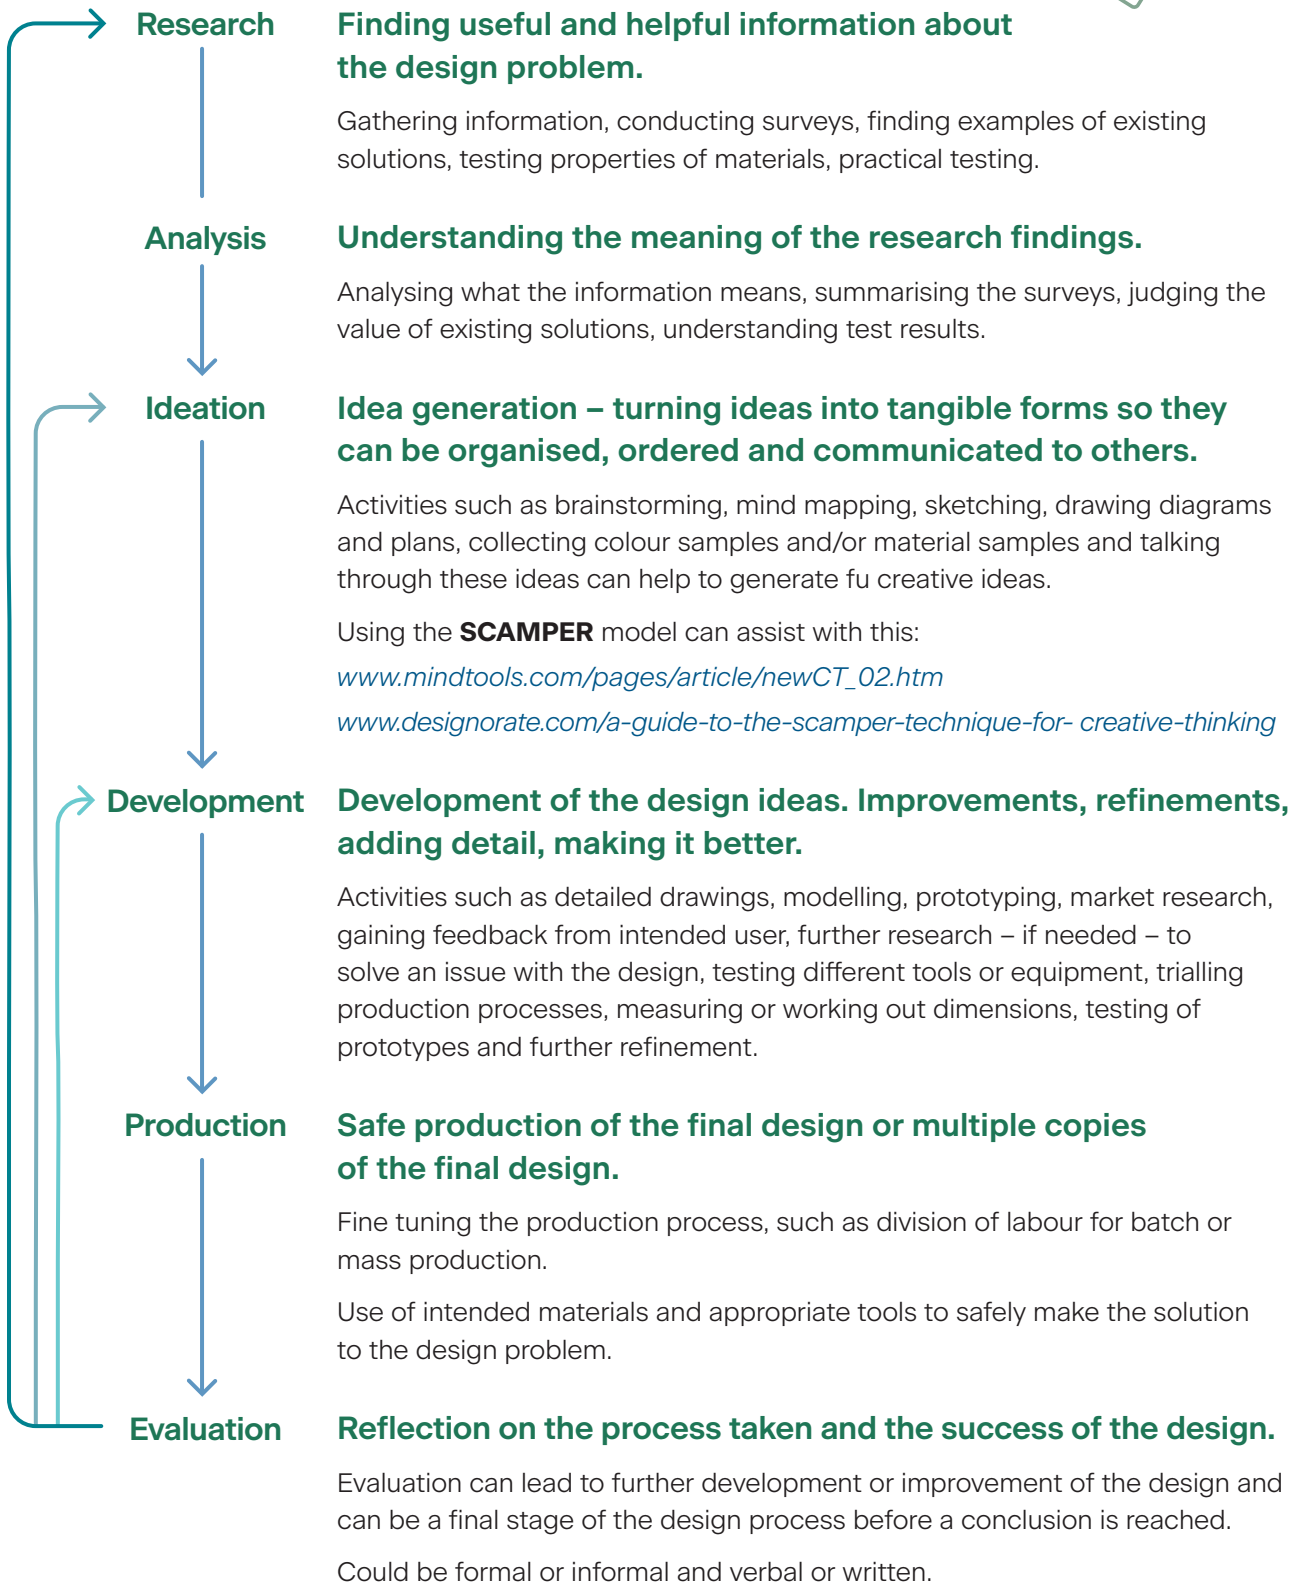 Research
Finding useful and helpful information about
the design problem.
Gathering information, conducting surveys, finding examples of existing
solutions, testing properties of materials, practical testing.
Analysis
Understanding the meaning of the research findings.
Analysing what the information means, summarising the surveys, judging the
value of existing solutions, understanding test results.
Ideation
Idea generation – turning ideas into tangible forms so they
can be organised, ordered and communicated to others.
Activities such as brainstorming, mind mapping, sketching, drawing diagrams
and plans, collecting colour samples and/or material samples and talking
through these ideas can help to generate fu creative ideas.
Using the SCAMPER model can assist with this:
www.mindtools.com/pages/article/newCT_02.htm
www.designorate.com/a-guide-to-the-scamper-technique-for- creative-thinking
Development
Development of the design ideas. Improvements, refinements,
adding detail, making it better.
Activities such as detailed drawings, modelling, prototyping, market research,
gaining feedback from intended user, further research – if needed – to
solve an issue with the design, testing different tools or equipment, trialling
production processes, measuring or working out dimensions, testing of
prototypes and further refinement.
Production
Safe production of the final design or multiple copies
of the final design.
Fine tuning the production process, such as division of labour for batch or
mass production.
Use of intended materials and appropriate tools to safely make the solution
to the design problem.
Evaluation
Reflection on the process taken and the success of the design.
Evaluation can lead to further development or improvement of the design and
can be a final stage of the design process before a conclusion is reached.
Could be formal or informal and verbal or written.